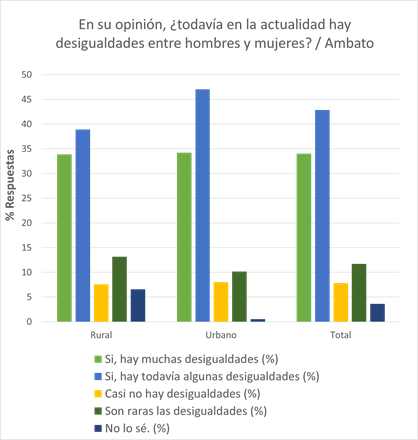 En su opinión, ¿todavía en la actualidad hay
desigualdades entre hombres y mujeres? / Ambato
% Respuestas
50
45
40
35
30
25
20
15
10
5
0
Rural Urbano Total
Si, hay muchas desigualdades (%)
Si, hay todavía algunas desigualdades (%)
Casi no hay desigualdades (%)
Son raras las desigualdades (%)
No lo sé. (%)